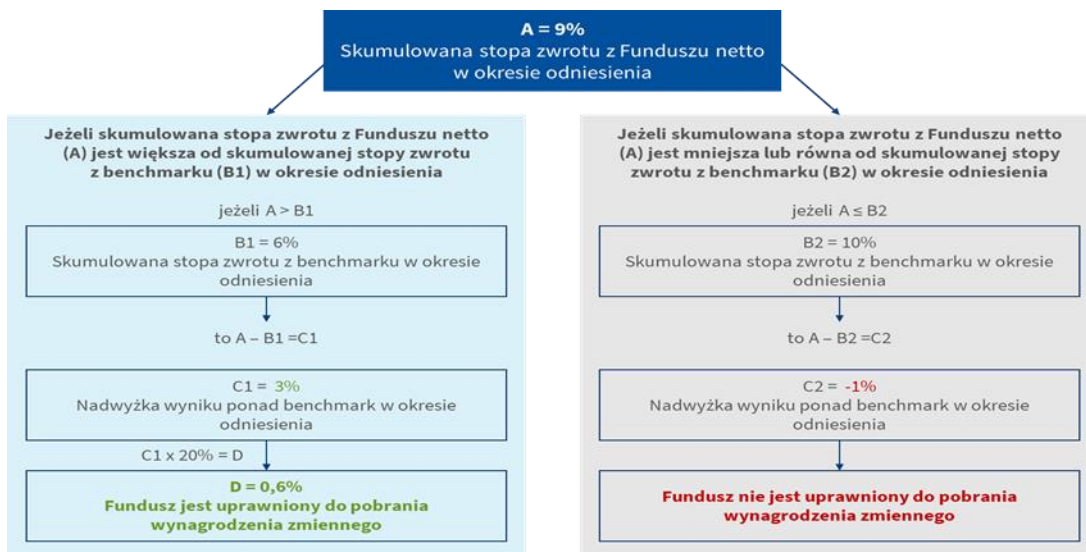 A = 9%
Skumulowana stopa zwrotu z Funduszu netto
w okresie odniesienia
Jeżeli skumulowana stopa zwrotu z Funduszu netto
(A) jest większa od skumulowanej stopy zwrotu
z benchmarku (B1) w okresie odniesienia
jeżeli A > B1
B1 = 6%
Skumulowana stopa zwrotu z benchmarku w okresie
odniesienia
to A – B1 =C1
C1 = 3%
Nadwyżka wyniku ponad benchmark w okresie
odniesienia
C1 x 20% = D
D = 0,6%
Fundusz jest uprawniony do pobrania
wynagrodzenia zmiennego
Jeżeli skumulowana stopa zwrotu z Funduszu netto
(A) jest mniejsza lub równa od skumulowanej stopy
zwrotu z benchmarku (B2) w okresie odniesienia
jeżeli A ≤ B2
B2 = 10%
Skumulowana stopa zwrotu z benchmarku w okresie
odniesienia
to A – B2 =C2
C2 = -1%
Nadwyżka wyniku ponad benchmark w okresie
odniesienia
Fundusz nie jest uprawniony do pobrania
wynagrodzenia zmiennego